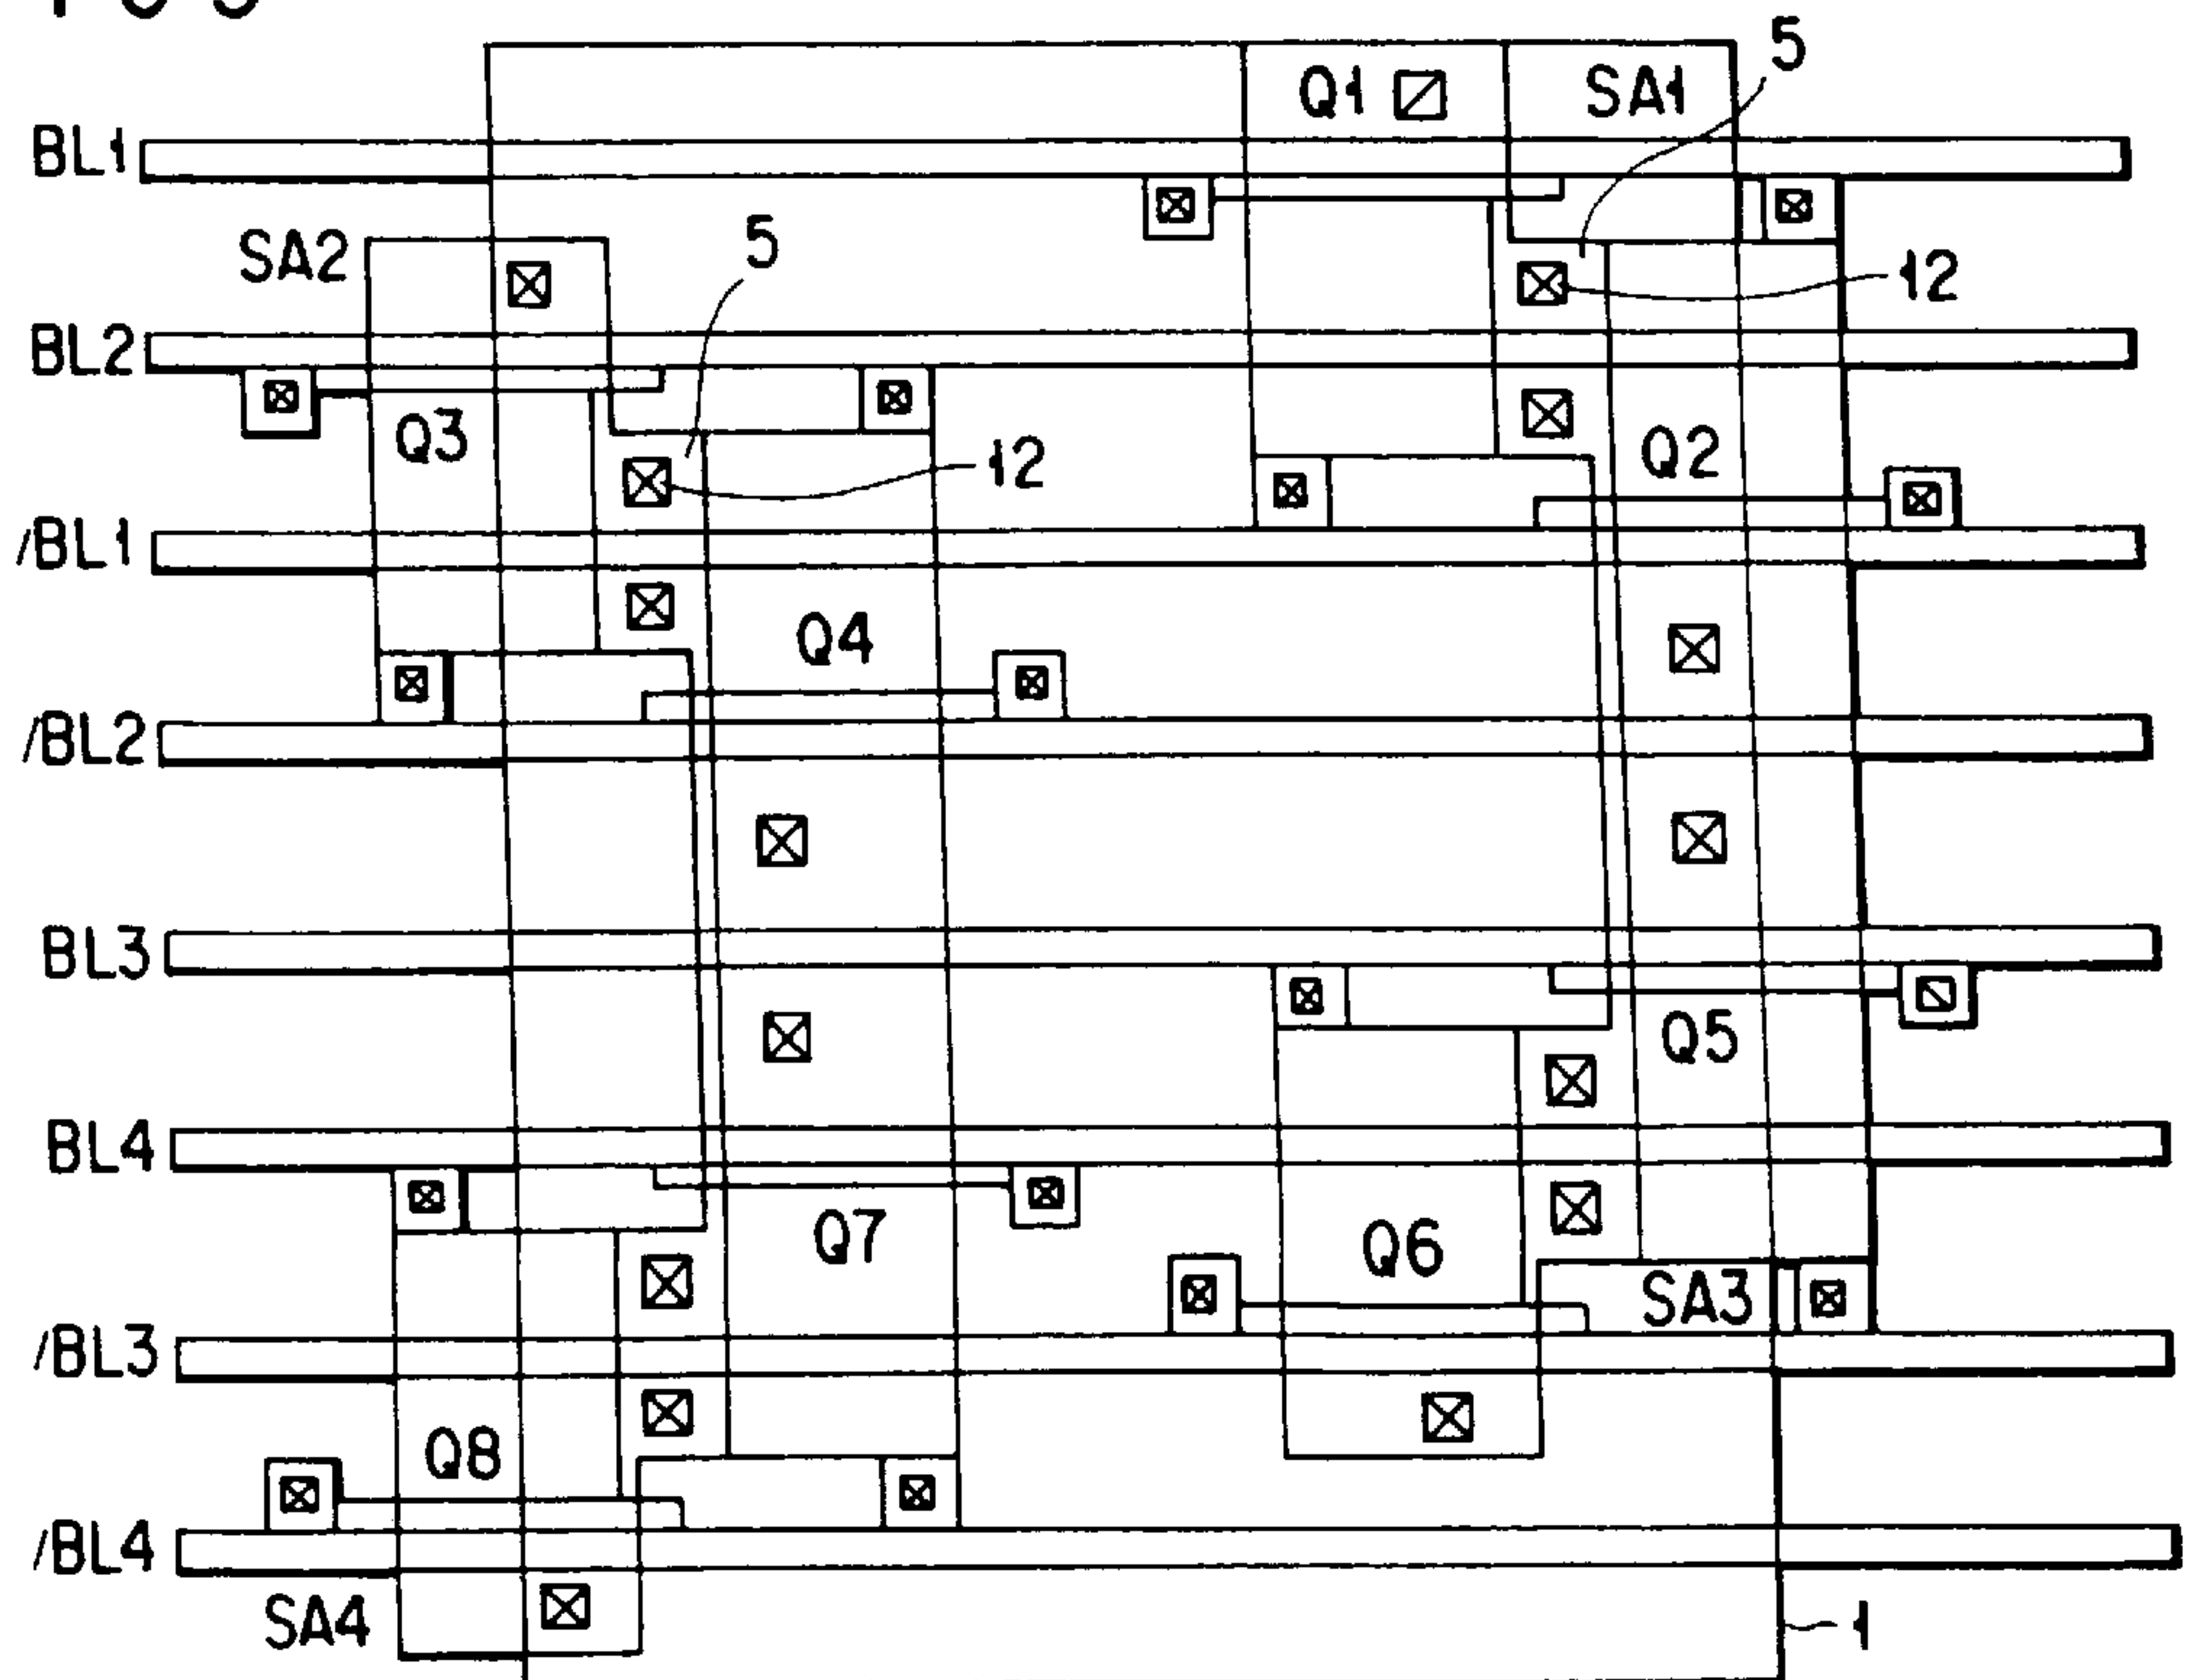 Q1 SA1 5
BL1
SA2 5 12
BL2
Q3 12 Q2
/BL1
Q4
/BL2
BL3
Q5
BL4
Q7 Q6
SA3
/BL3
Q8
/BL4
SA4 1